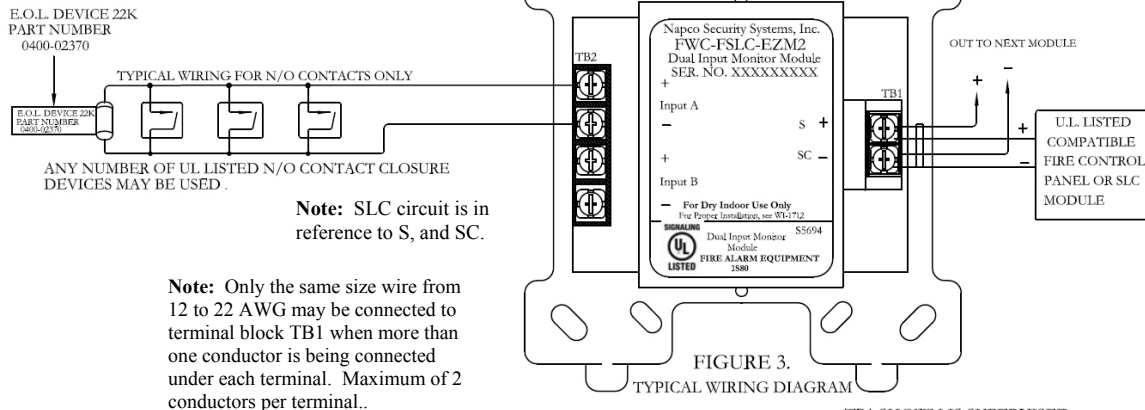 E.O.L. DEVICE 22K
PART NUMBER
0400-02370
TYPICAL WIRING FOR N/O CONTACTS ONLY
E.O.L. DEVICE 22K
PART NUMBER
0400-02370
ANY NUMBER OF UL LISTED N/O CONTACT CLOSURE
DEVICES MAY BE USED .
Note: SLC circuit is in
reference to S, and SC.
Note: Only the same size wire from
12 to 22 AWG may be connected to
terminal block TB1 when more than
one conductor is being connected
under each terminal. Maximum of 2
conductors per terminal..
TB2
Napco Security Systems, Inc.
FWC-FSLC-EZM2
Dual Input Monitor Module
SER. NO. XXXXXXXXX
+
Input A
−
+
Input B
−
S +
SC −
For Dry Indoor Use Only
For Proper Installation, see WI-1712
SIGNALING
UL
LISTED
Dual Input Monitor
Module
S5694
FIRE ALARM EQUIPMENT
1S80
TB1
OUT TO NEXT MODULE
+ −
+
−
U.L. LISTED
COMPATIBLE
FIRE CONTROL
PANEL OR SLC
MODULE
FIGURE 3.
TYPICAL WIRING DIAGRAM